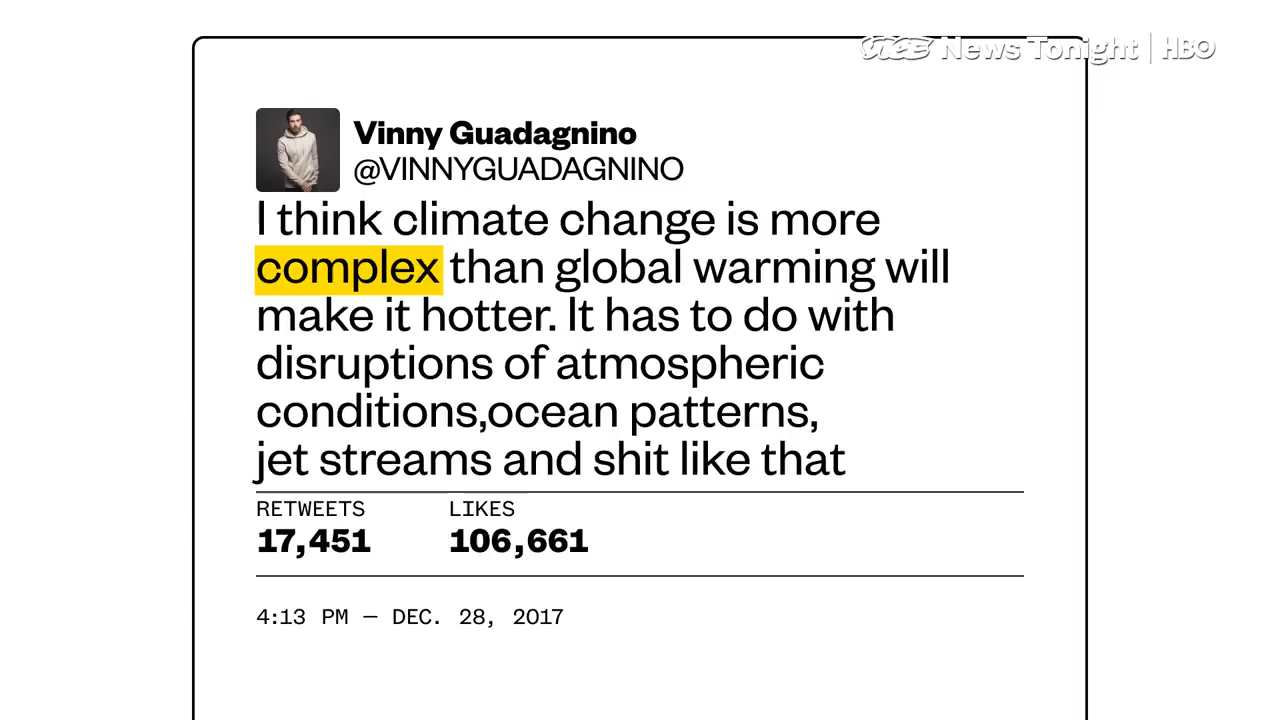 VICE News Tonight | HBO
Vinny Guadagnino
@VINNYGUADAGNINO
I think climate change is more
complex than global warming will
make it hotter. It has to do with
disruptions of atmospheric
conditions,ocean patterns,
jet streams and shit like that
RETWEETS LIKES
17,451 106,661
4:13 PM — DEC. 28, 2017